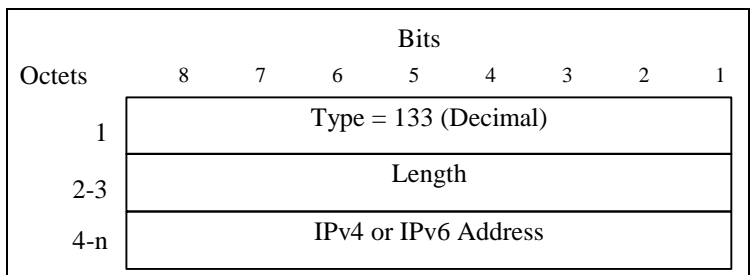 Bits
Octets 8 7 6 5 4 3 2 1
1 Type = 133 (Decimal)
2-3 Length
4-n IPv4 or IPv6 Address